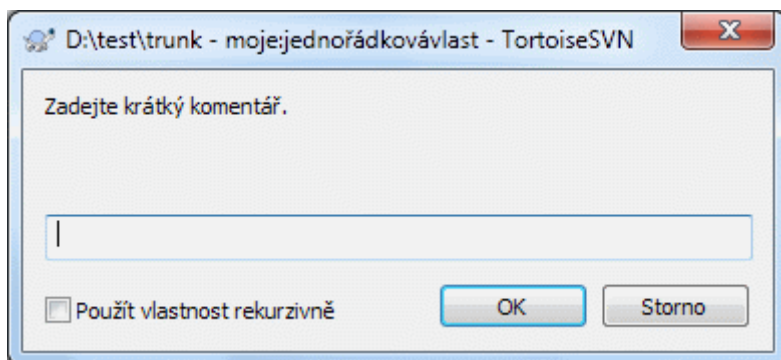 D:\test\trunk - moje:jednořádkovávlast - TortoiseSVN
Zadejte krátký komentář.
Použít vlastnost rekurzivně
OK
Storno